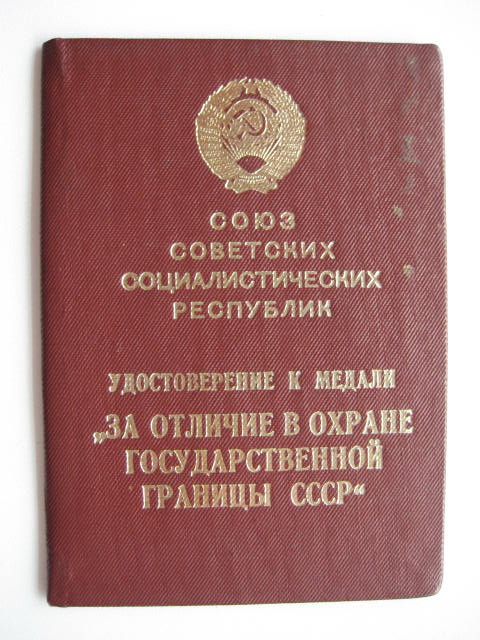 СОЮЗ
СОВЕТСКИХ
СОЦИАЛИСТИЧЕСКИХ
РЕСПУБЛИК
УДОСТОВЕРЕНИЕ К МЕДАЛИ
„ЗА ОТЛИЧИЕ В ОХРАНЕ
ГОСУДАРСТВЕННОЙ
ГРАНИЦЫ СССР“